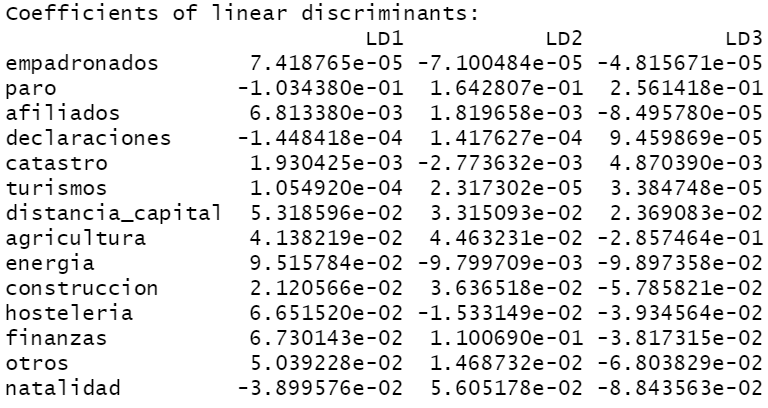 Coefficients of linear discriminants:
LD1 LD2 LD3
empadronados 7.418765e-05 -7.100484e-05 -4.815671e-05
paro -1.034380e-01 1.642807e-01 2.561418e-01
afiliados 6.813380e-03 1.819658e-03 -8.495780e-05
declaraciones -1.448418e-04 1.417627e-04 9.459869e-05
catastro 1.930425e-03 -2.773632e-03 4.870390e-03
turismos 1.054920e-04 2.317302e-05 3.384748e-05
distancia_capital 5.318596e-02 3.315093e-02 2.369083e-02
agricultura 4.138219e-02 4.463231e-02 -2.857464e-01
energia 9.515784e-02 -9.799709e-03 -9.897358e-02
construccion 2.120566e-02 3.636518e-02 -5.785821e-02
hosteleria 6.651520e-02 -1.533149e-02 -3.934564e-02
finanzas 6.730143e-02 1.100690e-01 -3.817315e-02
otros 5.039228e-02 1.468732e-02 -6.803829e-02
natalidad -3.899576e-02 5.605178e-02 -8.843563e-02